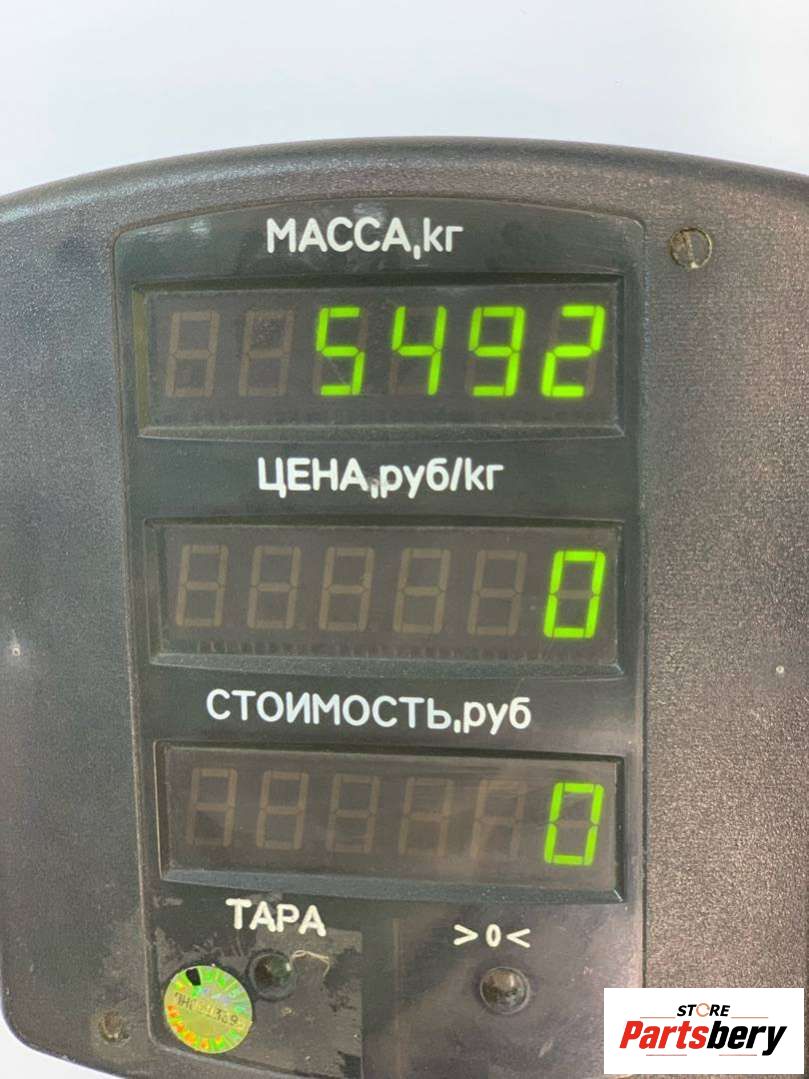 МАССА,кг
5492
ЦЕНА,руб/кг
0
СТОИМОСТЬ,руб
0
ТАРА >0<
STORE
Partsbery